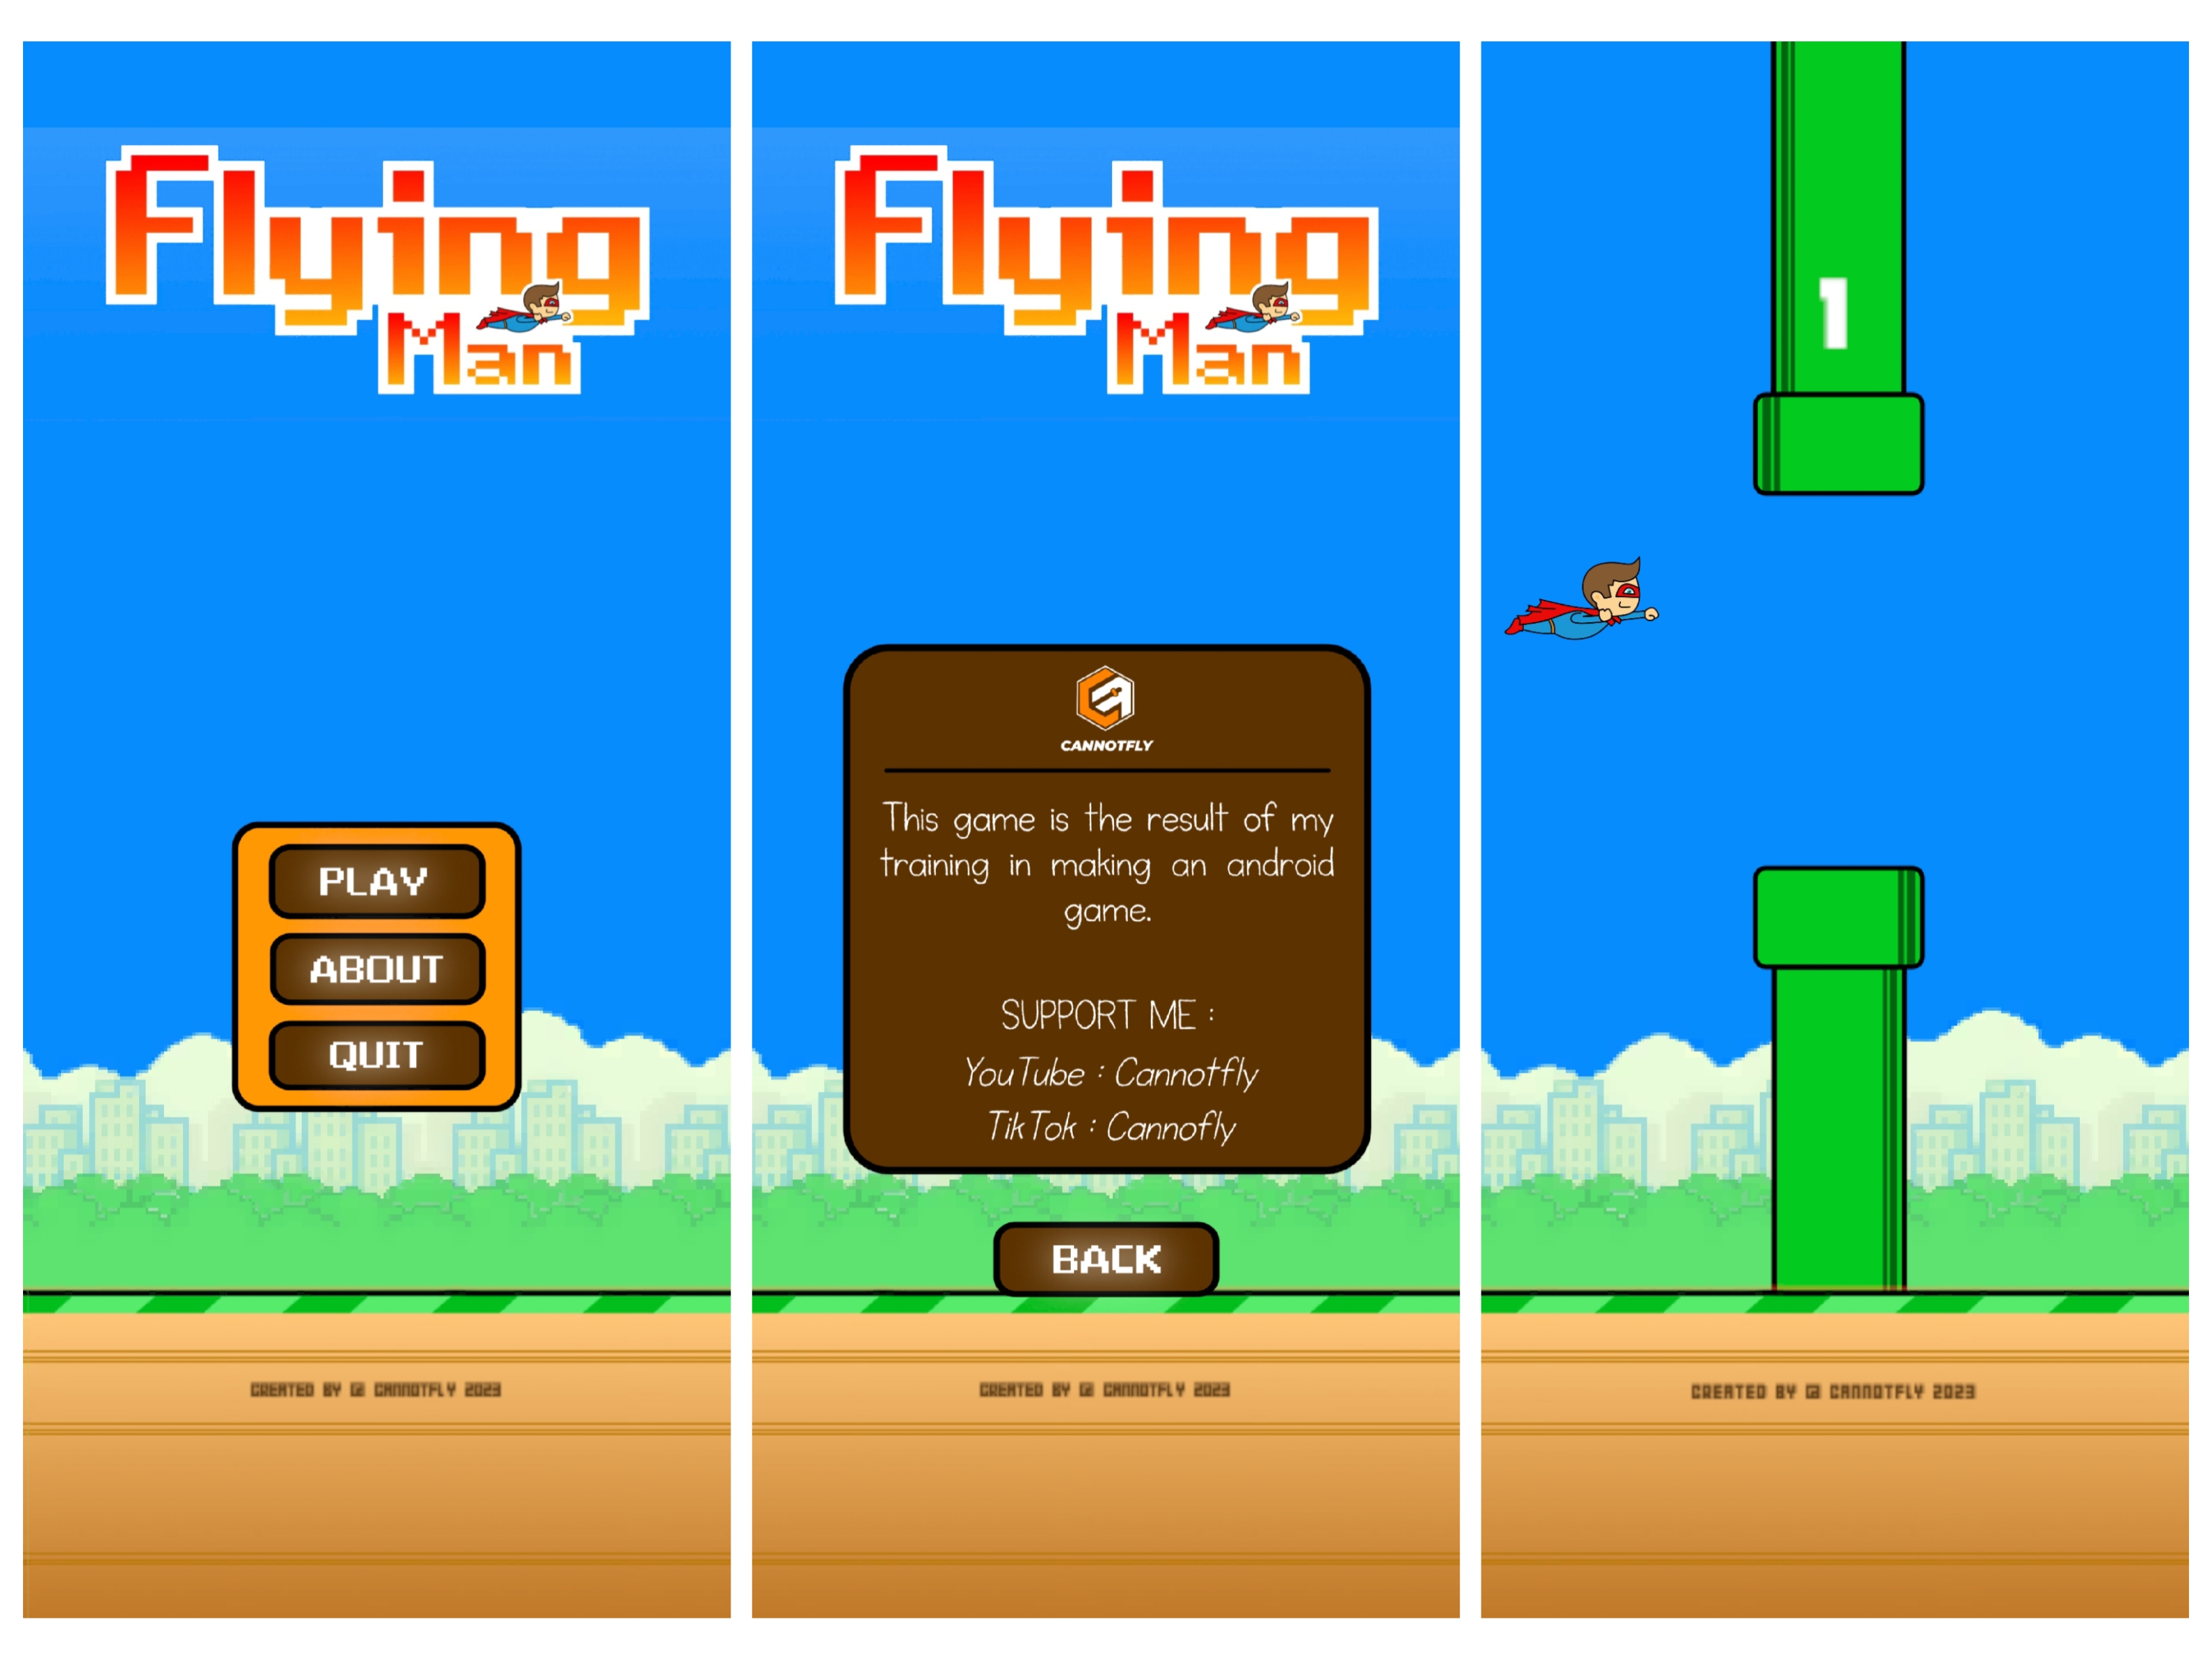 Flying
Man
PLAY
ABOUT
QUIT
CREATED BY @ CANNOTFLY 2023
Flying
Man
CANNOTFLY
This game is the result of my
training in making an android
game.
SUPPORT ME :
YouTube : Cannotfly
TikTok : Cannofly
BACK
CREATED BY @ CANNOTFLY 2023
1
CREATED BY @ CANNOTFLY 2023